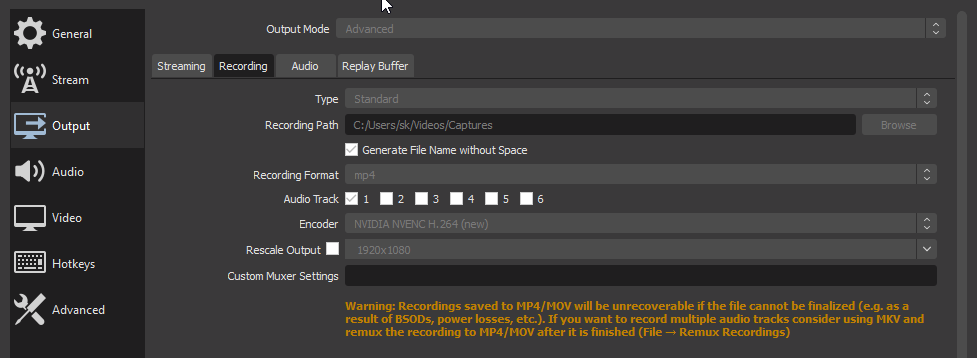 General
Stream
Output
Audio
Video
Hotkeys
Advanced
Output Mode Advanced
Streaming Recording Audio Replay Buffer
Type Standard
Recording Path C:/Users/sk/Videos/Captures Browse
Generate File Name without Space
Recording Format mp4
Audio Track 1 2 3 4 5 6
Encoder NVIDIA NVENC H.264 (new)
Rescale Output 1920x1080
Custom Muxer Settings
Warning: Recordings saved to MP4/MOV will be unrecoverable if the file cannot be finalized (e.g. as a
result of BSODs, power losses, etc.). If you want to record multiple audio tracks consider using MKV and
remux the recording to MP4/MOV after it is finished (File → Remux Recordings)